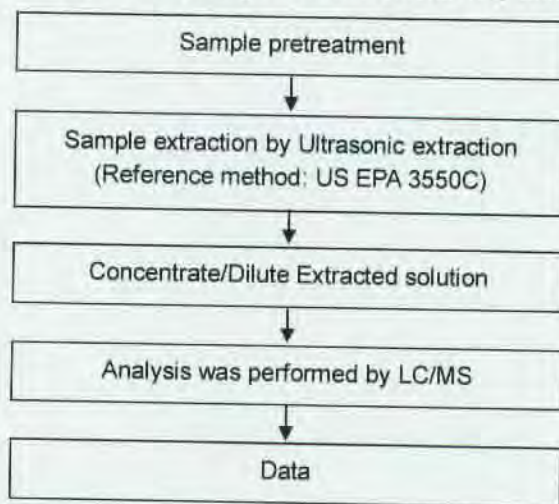 Sample pretreatment
Sample extraction by Ultrasonic extraction
(Reference method: US EPA 3550C)
Concentrate/Dilute Extracted solution
Analysis was performed by LC/MS
Data